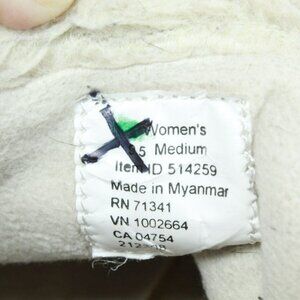 Women's
Medium
Item ID 514259
Made in Myanmar
RN 71341
VN 1002664
CA 04754